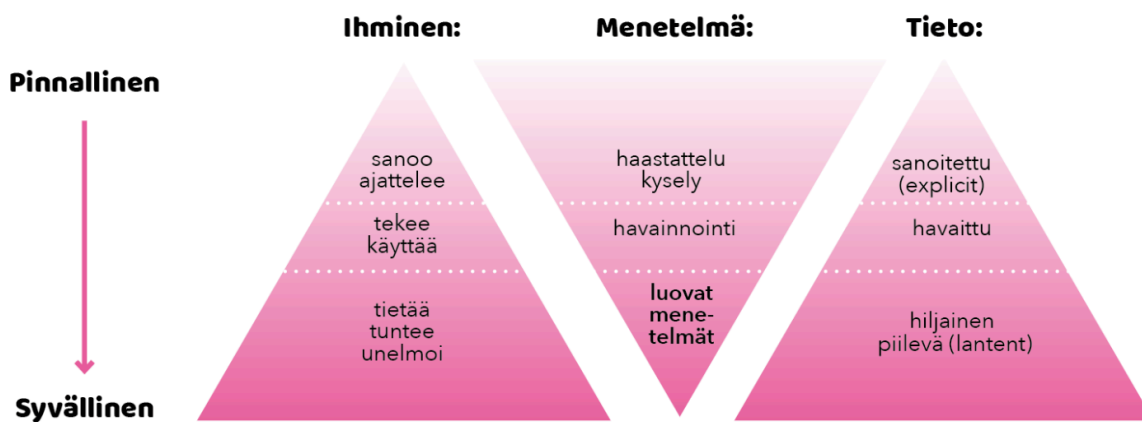 Ihminen:
Menetelmä:
Tieto:
Pinnallinen
sanoo
ajattelee
haastattelu
kysely
sanoitettu
(explicit)
tekee
käyttää
havainnointi
havaittu
tietää
tuntee
unelmoi
luovat
mene-
telmät
hiljainen
piilevä (lantent)
Syvällinen